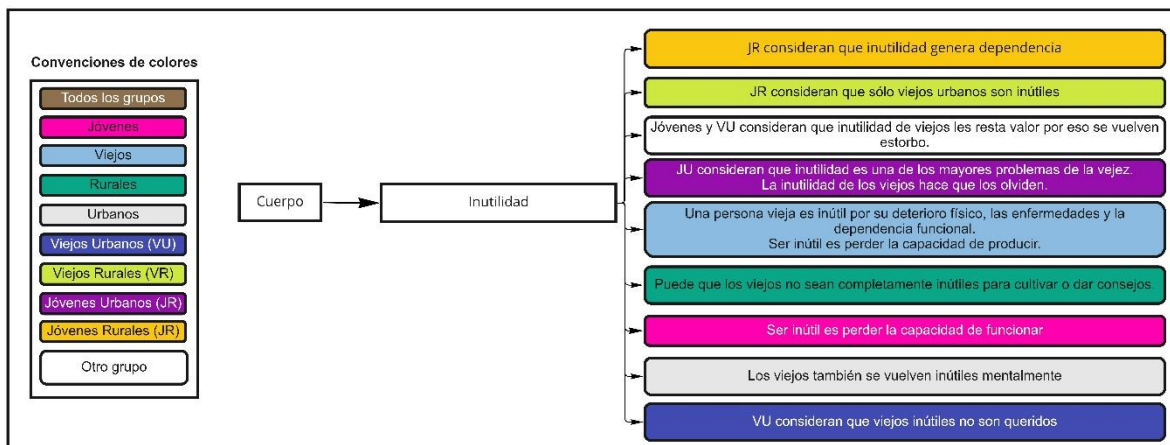 Convenciones de colores
Todos los grupos
Jóvenes
Viejos
Rurales
Urbanos
Viejos Urbanos (VU)
Viejos Rurales (VR)
Jóvenes Urbanos (JR)
Jóvenes Rurales (JR)
Otro grupo
Cuerpo
Inutilidad
JR consideran que inutilidad genera dependencia
JR consideran que sólo viejos urbanos son inútiles
Jóvenes y VU consideran que inutilidad de viejos les resta valor por eso se vuelven
estorbo.
JU consideran que inutilidad es una de los mayores problemas de la vejez.
La inutilidad de los viejos hace que los olviden.
Una persona vieja es inútil por su deterioro físico, las enfermedades y la
dependencia funcional.
Ser inútil es perder la capacidad de producir.
Puede que los viejos no sean completamente inútiles para cultivar o dar consejos.
Ser inútil es perder la capacidad de funcionar
Los viejos también se vuelven inútiles mentalmente
VU consideran que viejos inútiles no son queridos